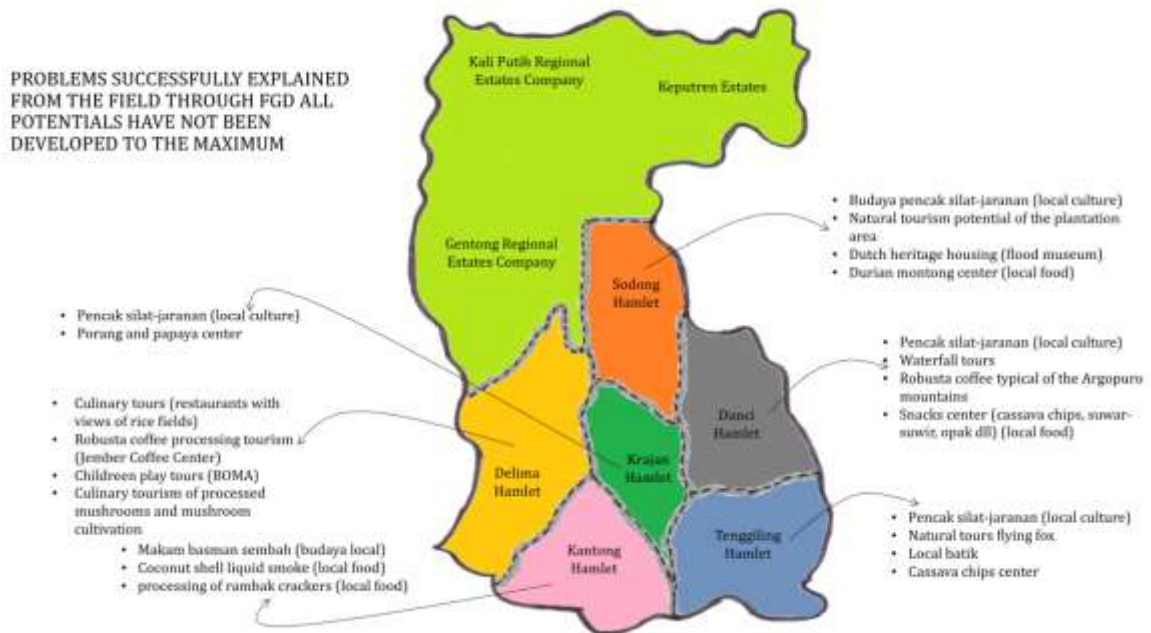 PROBLEMS SUCCESSFULLY EXPLAINED
FROM THE FIELD THROUGH FGD ALL
POTENTIALS HAVE NOT BEEN
DEVELOPED TO THE MAXIMUM
Kali Putih Regional
Estates Company
Keputren Estates
Gentong Regional
Estates Company
Sodong
Hamlet
• Budaya pencak silat-jaranan (local culture)
• Natural tourism potential of the plantation
area
• Dutch heritage housing (flood museum)
• Durian montong center (local food)
• Pencak silat-jaranan (local culture)
• Porang and papaya center
• Pencak silat-jaranan (local culture)
• Waterfall tours
• Robusta coffee typical of the Argopuro
mountains
• Snacks center (cassava chips, suwar-
suwir, opak dll) (local food)
• Culinary tours (restaurants with
views of rice fields)
• Robusta coffee processing tourism
(Jember Coffee Center)
• Childreen play tours (BOMA)
• Culinary tourism of processed
mushrooms and mushroom
cultivation
Delima
Hamlet
Krajan
Hamlet
Danci
Hamlet
• Makam basman sembah (budaya local)
• Coconut shell liquid smoke (local food)
• processing of rambak crackers (local food)
Kantong
Hamlet
Tenggiling
Hamlet
• Pencak silat-jaranan (local culture)
• Natural tours flying fox
• Local batik
• Cassava chips center